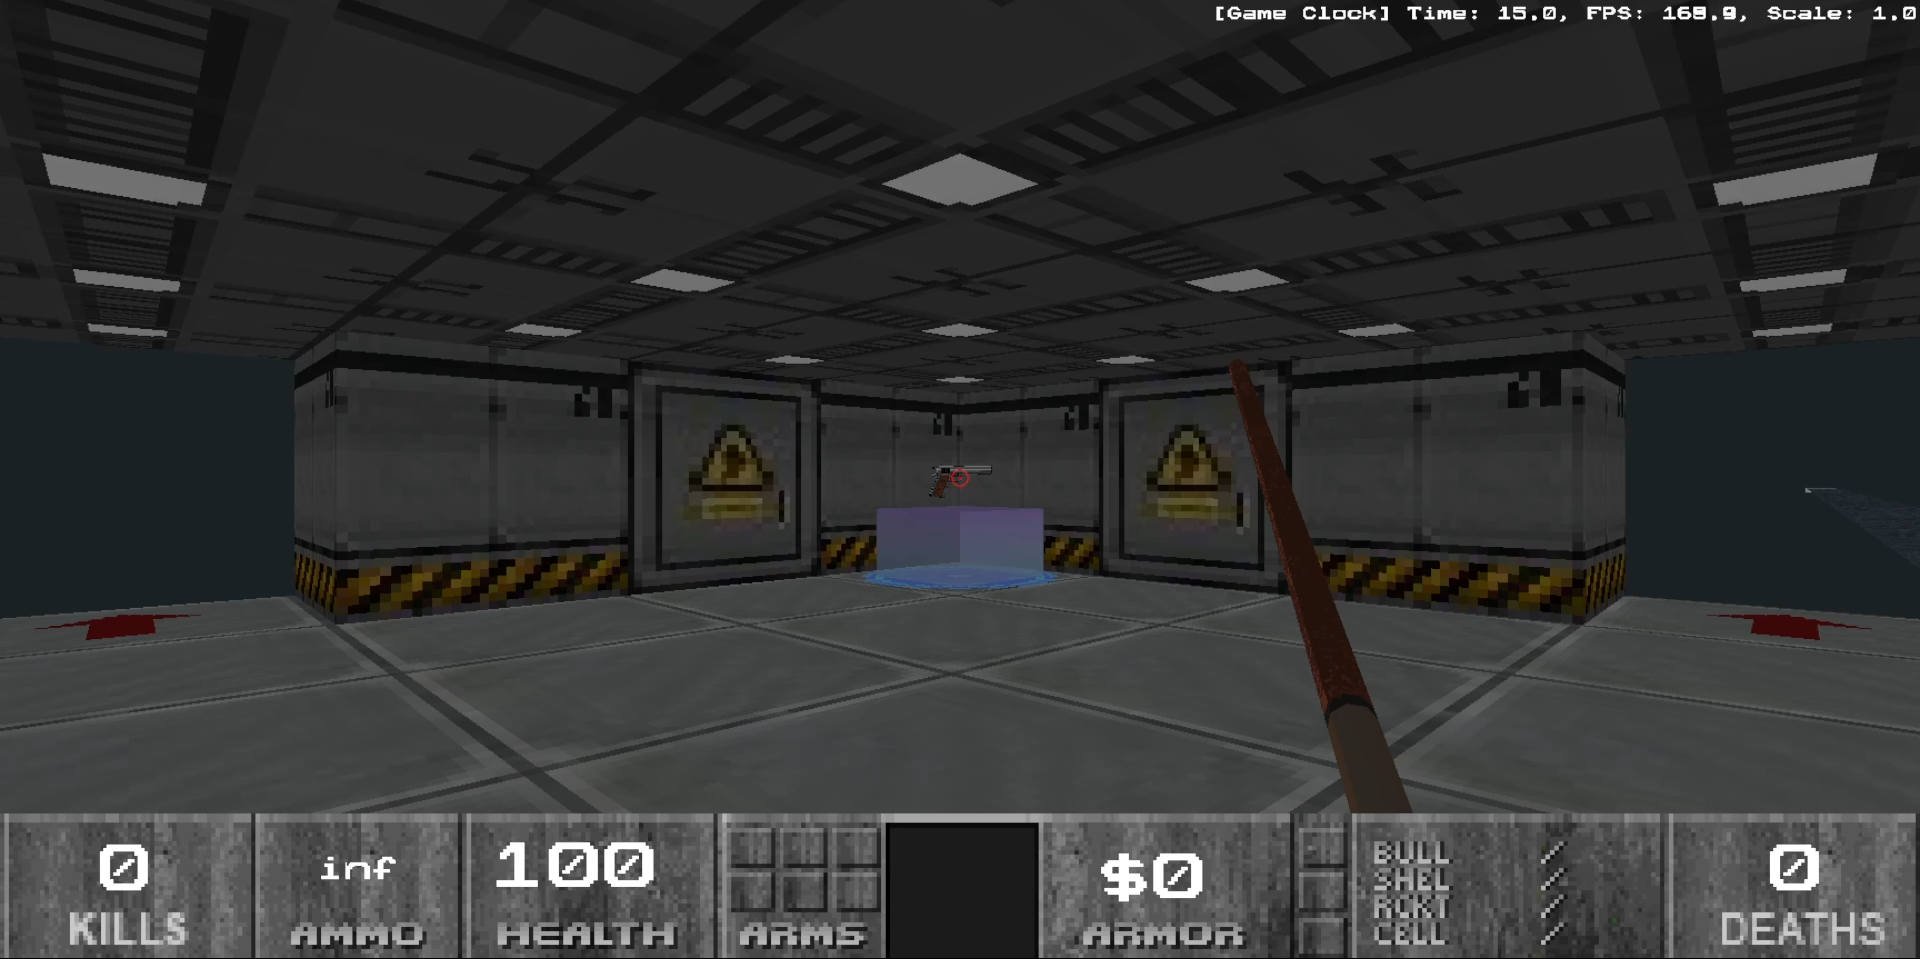 [Game Clock] Time: 15.0, FPS: 169.9, Scale: 1.0
0 inf 100 $0 0
KILLS AMMO HEALTH ARMS ARMOR DEATHS
BULL /
SHEL /
RCKT /
CELL /